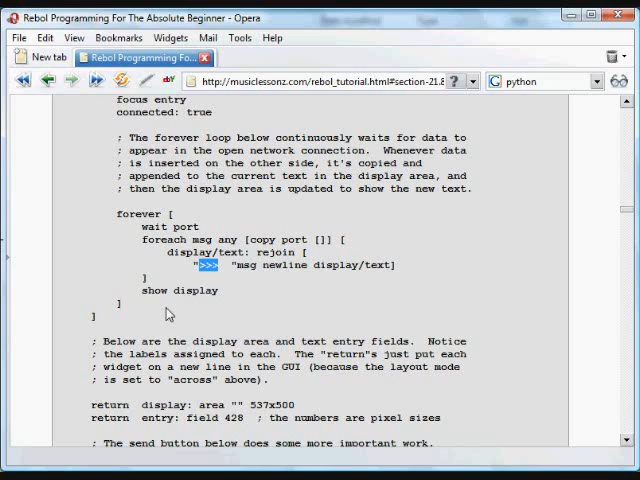 Rebol Programming For The Absolute Beginner - Opera
File Edit View Bookmarks Widgets Mail Tools Help
New tab Rebol Programming Fo...
http://musiclessonz.com/rebol_tutorial.html#section-21.8 ? python
focus entry
connected: true
; The forever loop below continuously waits for data to
; appear in the open network connection.  Whenever data
; is inserted on the other side, it's copied and
; appended to the current text in the display area, and
; then the display area is updated to show the new text.
forever [
wait port
foreach msg any [copy port []] [
display/text: rejoin [
">>>  "msg newline display/text]
]
show display
]
]
; Below are the display area and text entry fields.  Notice
; the labels assigned to each.  The "return"s just put each
; widget on a new line in the GUI (because the layout mode
; is set to "across" above).
return  display: area "" 537x500
return  entry: field 428  ; the numbers are pixel sizes
; The send button below does some more important work.